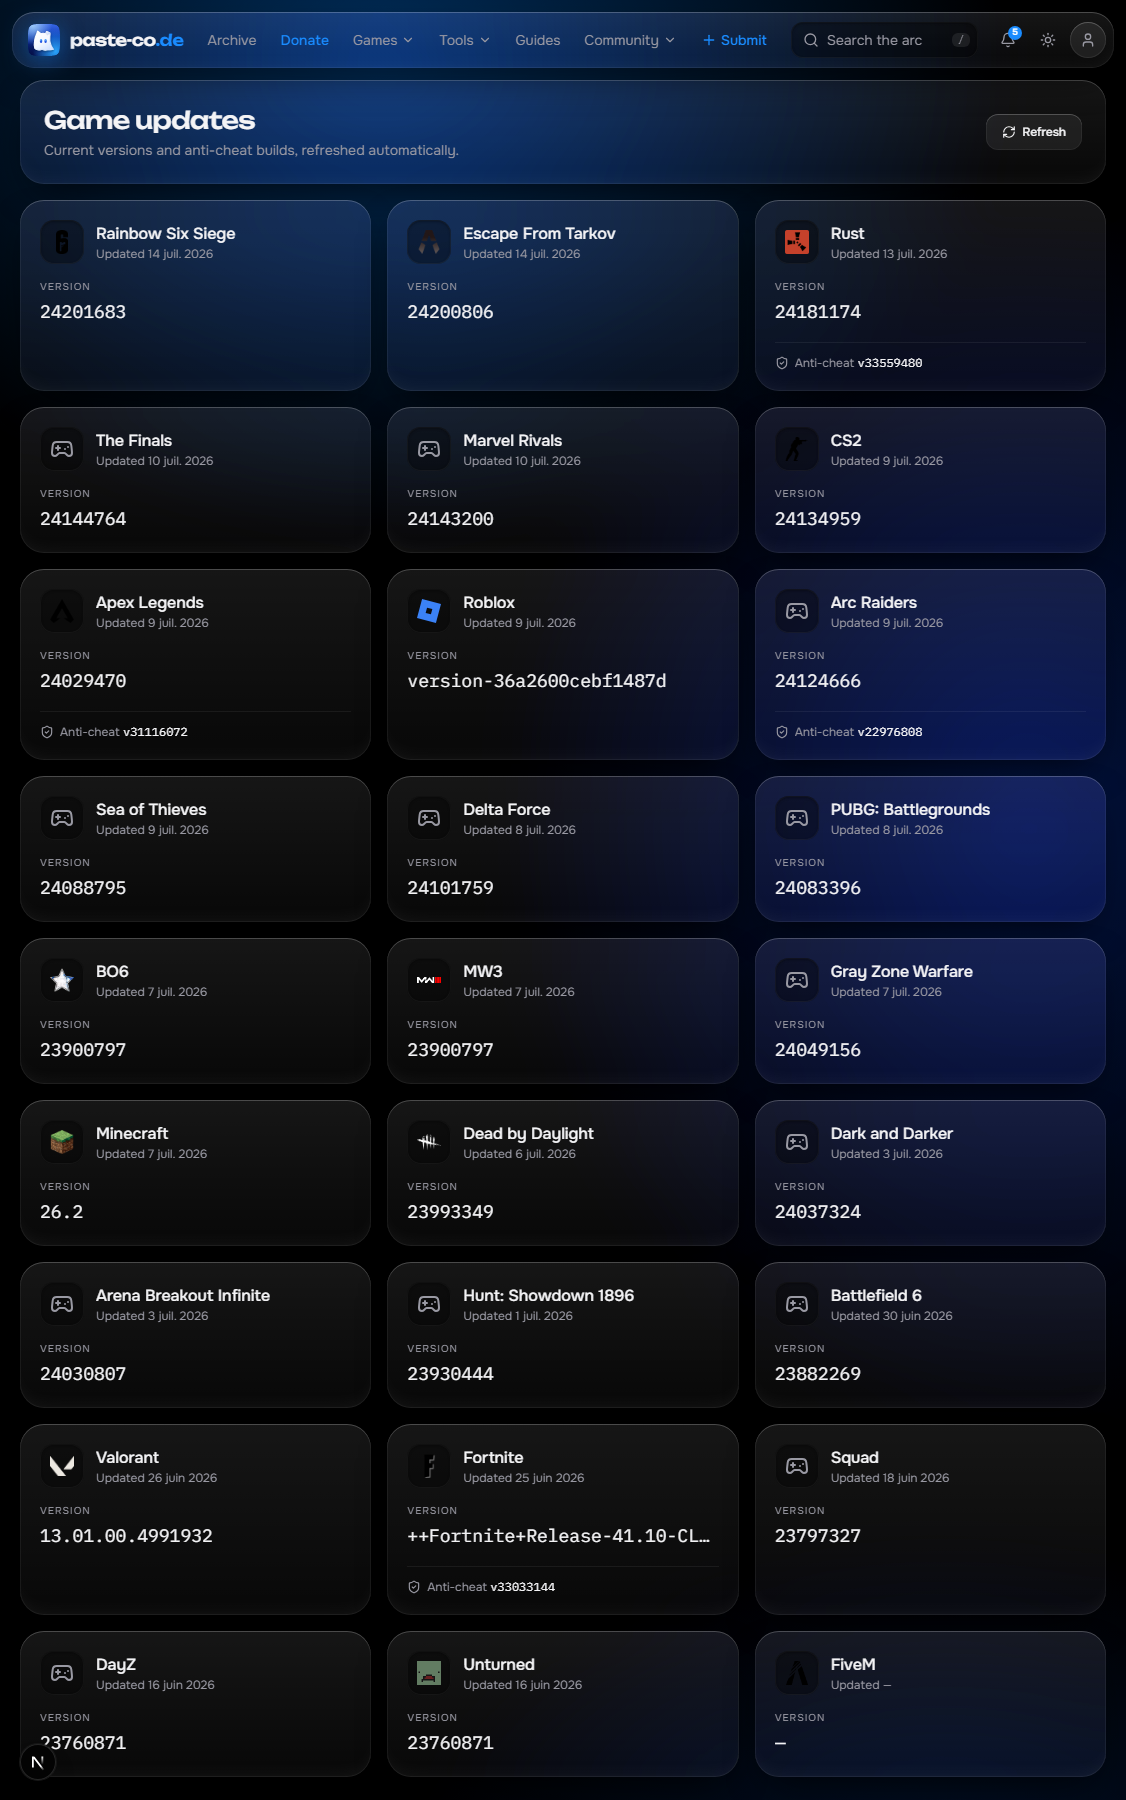 paste-co.de Archive Donate Games Tools Guides Community + Submit Search the arc / 5
Game updates
Current versions and anti-cheat builds, refreshed automatically.
Refresh
Rainbow Six Siege
Updated 14 juil. 2026
VERSION
24201683
Escape From Tarkov
Updated 14 juil. 2026
VERSION
24200806
Rust
Updated 13 juil. 2026
VERSION
24181174
Anti-cheat v33559480
The Finals
Updated 10 juil. 2026
VERSION
24144764
Marvel Rivals
Updated 10 juil. 2026
VERSION
24143200
CS2
Updated 9 juil. 2026
VERSION
24134959
Apex Legends
Updated 9 juil. 2026
VERSION
24029470
Anti-cheat v31116072
Roblox
Updated 9 juil. 2026
VERSION
version-36a2600cebf1487d
Arc Raiders
Updated 9 juil. 2026
VERSION
24124666
Anti-cheat v22976808
Sea of Thieves
Updated 9 juil. 2026
VERSION
24088795
Delta Force
Updated 8 juil. 2026
VERSION
24101759
PUBG: Battlegrounds
Updated 8 juil. 2026
VERSION
24083396
BO6
Updated 7 juil. 2026
VERSION
23900797
MW3
Updated 7 juil. 2026
VERSION
23900797
Gray Zone Warfare
Updated 7 juil. 2026
VERSION
24049156
Minecraft
Updated 7 juil. 2026
VERSION
26.2
Dead by Daylight
Updated 6 juil. 2026
VERSION
23993349
Dark and Darker
Updated 3 juil. 2026
VERSION
24037324
Arena Breakout Infinite
Updated 3 juil. 2026
VERSION
24030807
Hunt: Showdown 1896
Updated 1 juil. 2026
VERSION
23930444
Battlefield 6
Updated 30 juin 2026
VERSION
23882269
Valorant
Updated 26 juin 2026
VERSION
13.01.00.4991932
Fortnite
Updated 25 juin 2026
VERSION
++Fortnite+Release-41.10-CL…
Anti-cheat v33033144
Squad
Updated 18 juin 2026
VERSION
23797327
DayZ
Updated 16 juin 2026
VERSION
23760871
Unturned
Updated 16 juin 2026
VERSION
23760871
FiveM
Updated —
VERSION
—
N